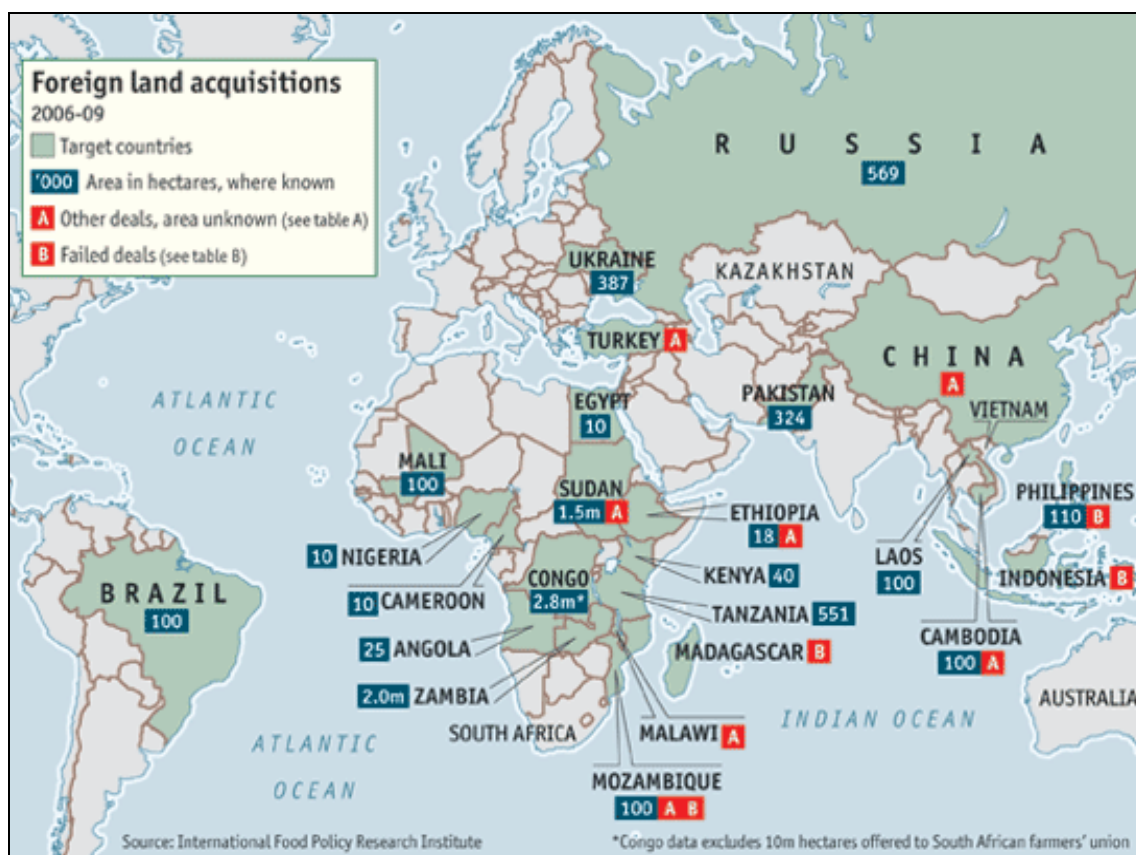 Foreign land acquisitions
2006-09
Target countries
'000 Area in hectares, where known
A Other deals, area unknown (see table A)
B Failed deals (see table B)
R U S S I A
569
UKRAINE
387
KAZAKHSTAN
TURKEY A
C H I N A
A
ATLANTIC
OCEAN
EGYPT
10
PAKISTAN
324
VIETNAM
MALI
100
SUDAN
1.5m A
ETHIOPIA
18 A
PHILIPPINES
110 B
10 NIGERIA
KENYA 40
LAOS
100
INDONESIA B
BRAZIL
100
10 CAMEROON
CONGO
2.8m*
TANZANIA 551
CAMBODIA
100 A
25 ANGOLA
MADAGASCAR B
2.0m ZAMBIA
AUSTRALIA
SOUTH AFRICA
MALAWI A
INDIAN OCEAN
ATLANTIC
OCEAN
MOZAMBIQUE
100 A B
Source: International Food Policy Research Institute
*Congo data excludes 10m hectares offered to South African farmers' union